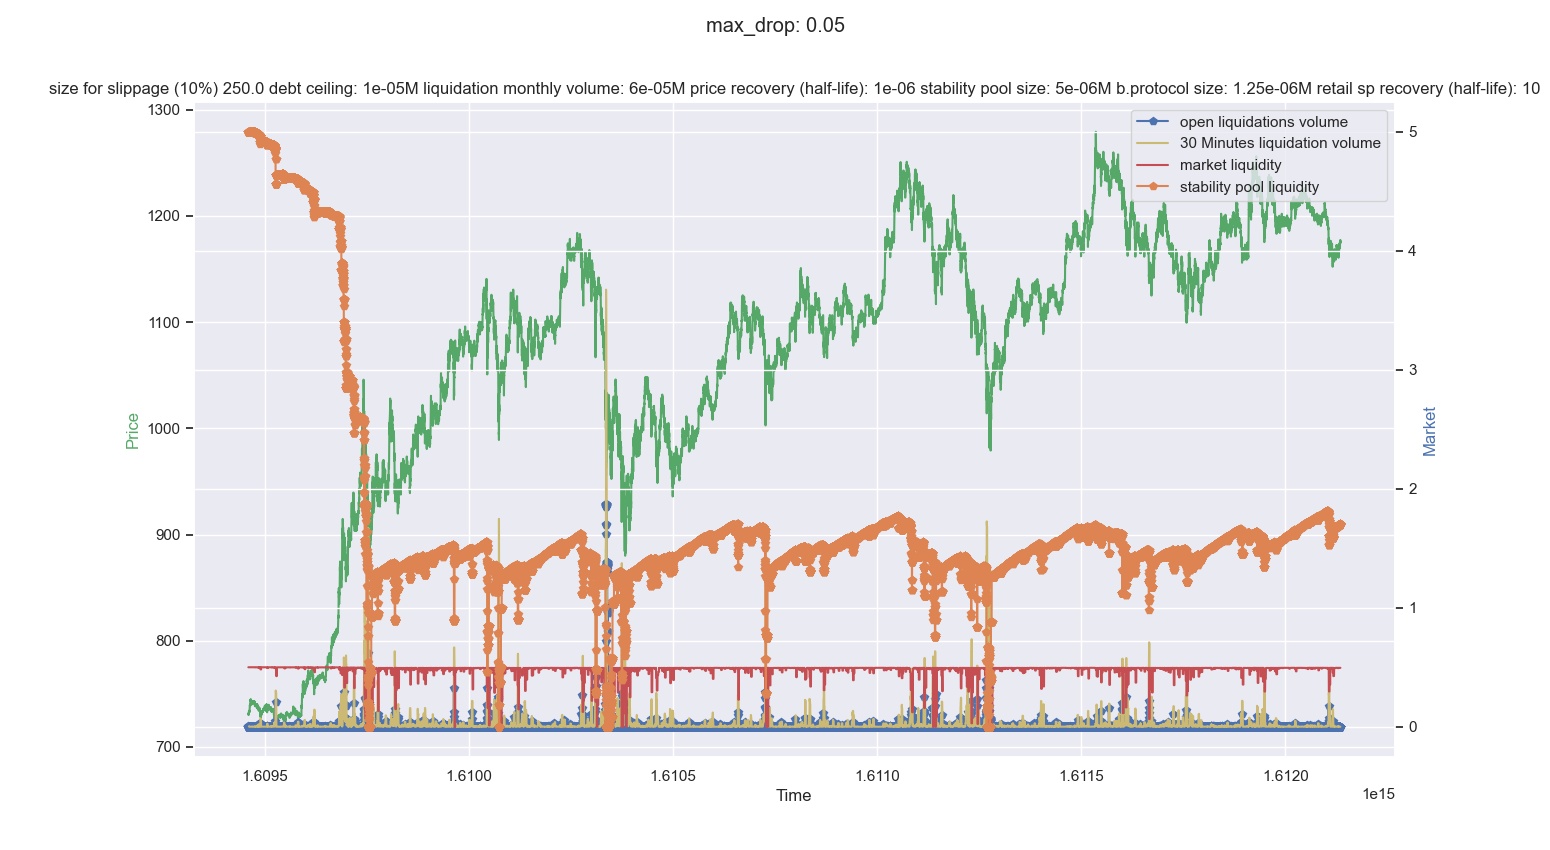 max_drop: 0.05
size for slippage (10%) 250.0 debt ceiling: 1e-05M liquidation monthly volume: 6e-05M price recovery (half-life): 1e-06 stability pool size: 5e-06M b.protocol size: 1.25e-06M retail sp recovery (half-life): 10
open liquidations volume
30 Minutes liquidation volume
market liquidity
stability pool liquidity
1300
1200
1100
1000
900
800
700
Price
5
4
3
2
1
0
Market
1.6095 1.6100 1.6105 1.6110 1.6115 1.6120
Time
1e15